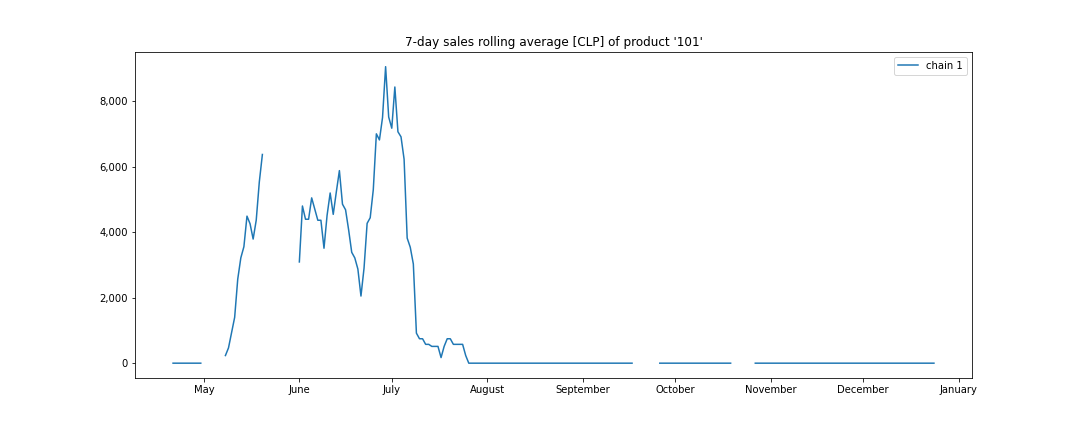 7-day sales rolling average [CLP] of product '101'
chain 1
8,000
6,000
4,000
2,000
0
May June July August September October November December January